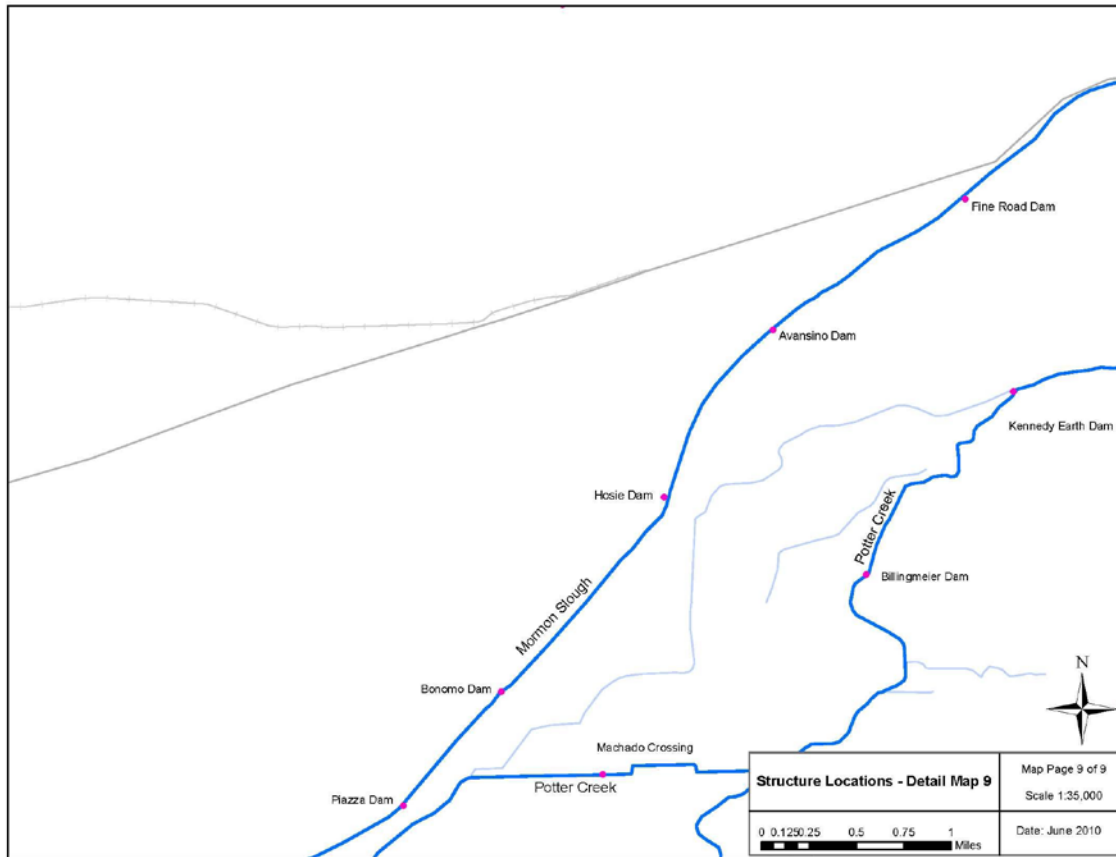 Fine Road Dam
Avansino Dam
Kennedy Earth Dam
Hosie Dam
Potter Creek
Billingmeier Dam
Mormon Slough
Bonomo Dam
N
Machado Crossing
Potter Creek
Piazza Dam
Structure Locations - Detail Map 9
Map Page 9 of 9
Scale 1:35,000
0 0.125 0.25 0.5 0.75 1
Miles
Date: June 2010